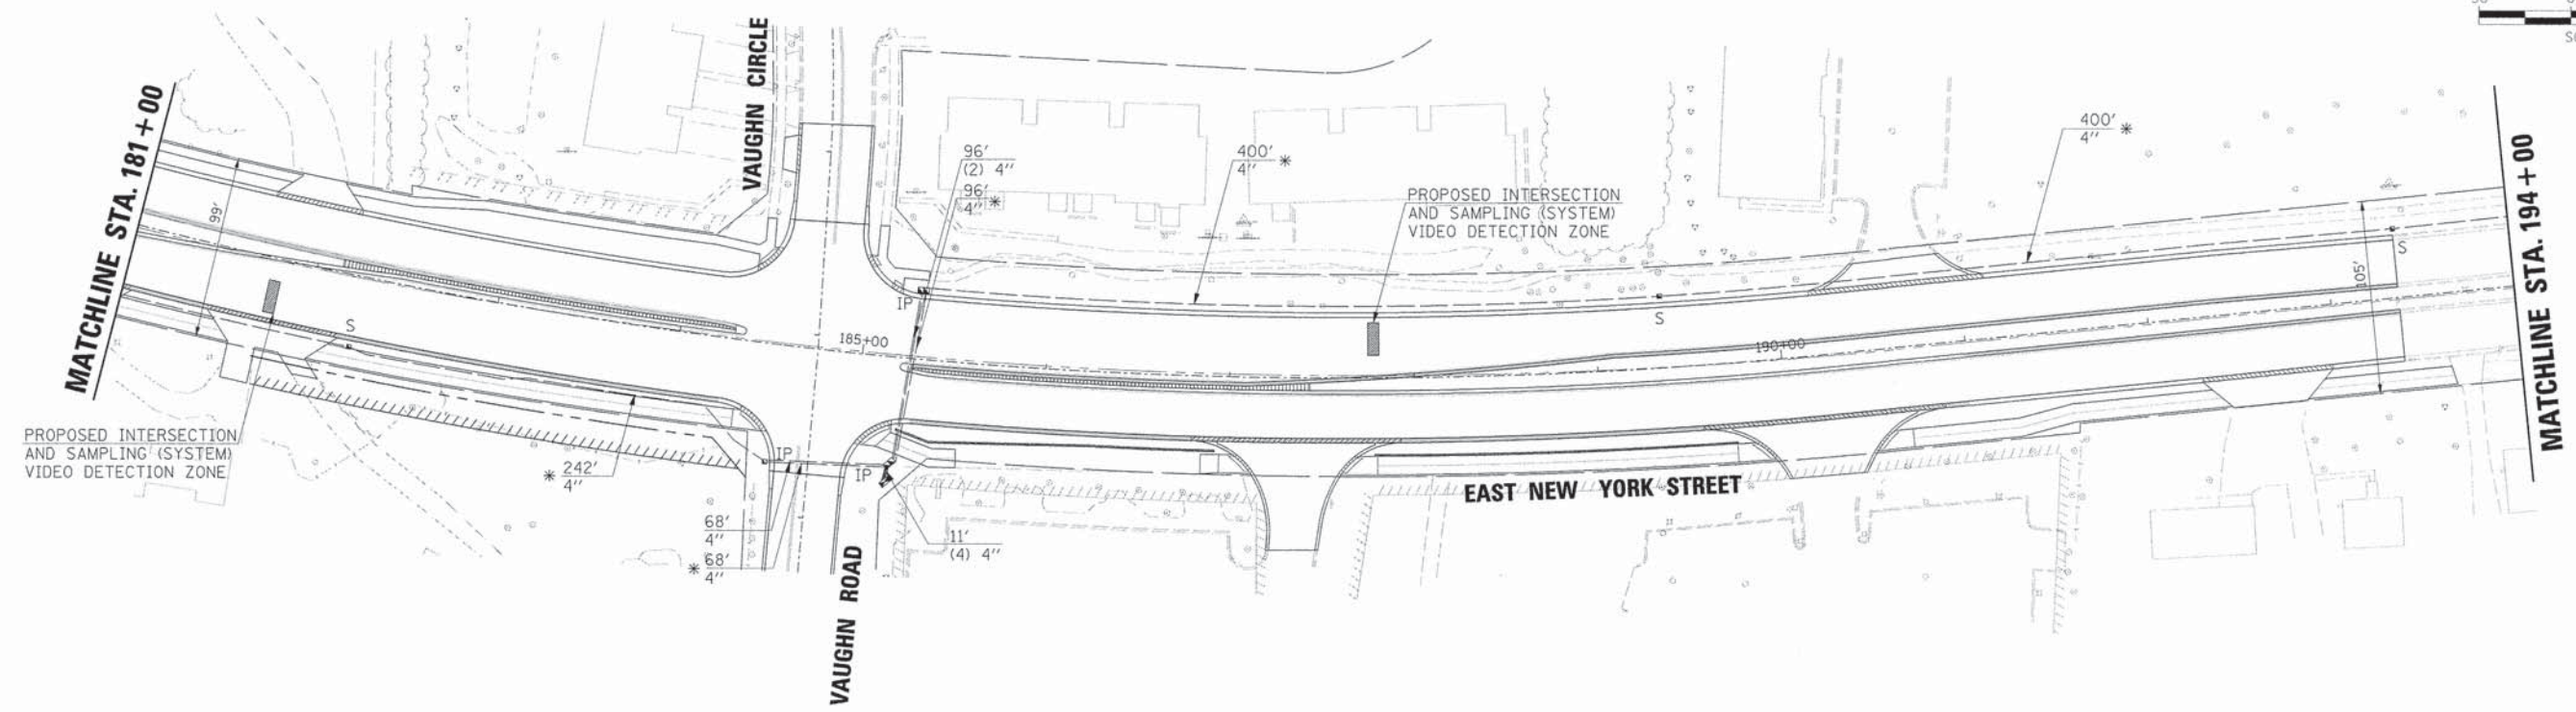 MATCHLINE STA. 181+00
VAUGHN CIRCLE
96'
(2) 4"
96' *
4"
400' *
4"
PROPOSED INTERSECTION
AND SAMPLING (SYSTEM)
VIDEO DETECTION ZONE
400' *
4"
MATCHLINE STA. 194+00
99'
105'
S
IP
S
S
185+00
190+00
PROPOSED INTERSECTION
AND SAMPLING (SYSTEM)
VIDEO DETECTION ZONE
* 242'
4"
IP
IP
EAST NEW YORK STREET
68'
4"
* 68'
4"
11'
(4) 4"
VAUGHN ROAD